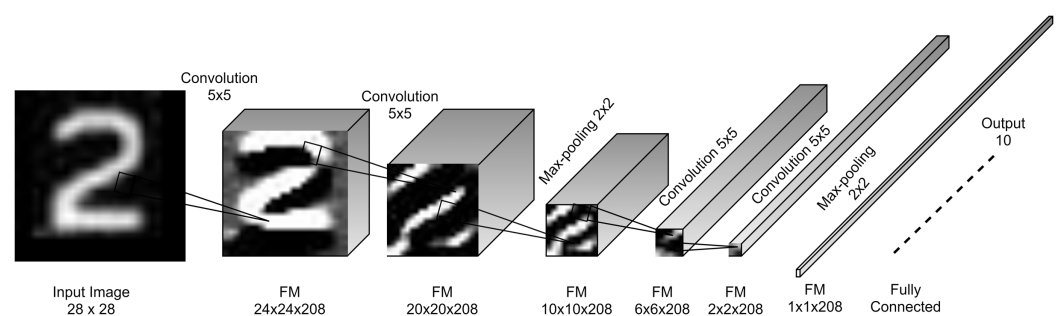 Convolution
5x5
Convolution
5x5
Max-pooling 2x2
Convolution 5x5
Convolution 5x5
Max-pooling
2x2
Output
10
Input Image
28 x 28
FM
24x24x208
FM
20x20x208
FM
10x10x208
FM
6x6x208
FM
2x2x208
FM
1x1x208
Fully
Connected